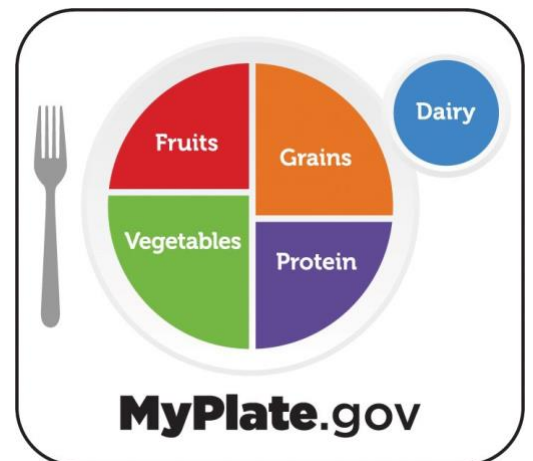 Dairy
Fruits
Grains
Vegetables
Protein
MyPlate.gov